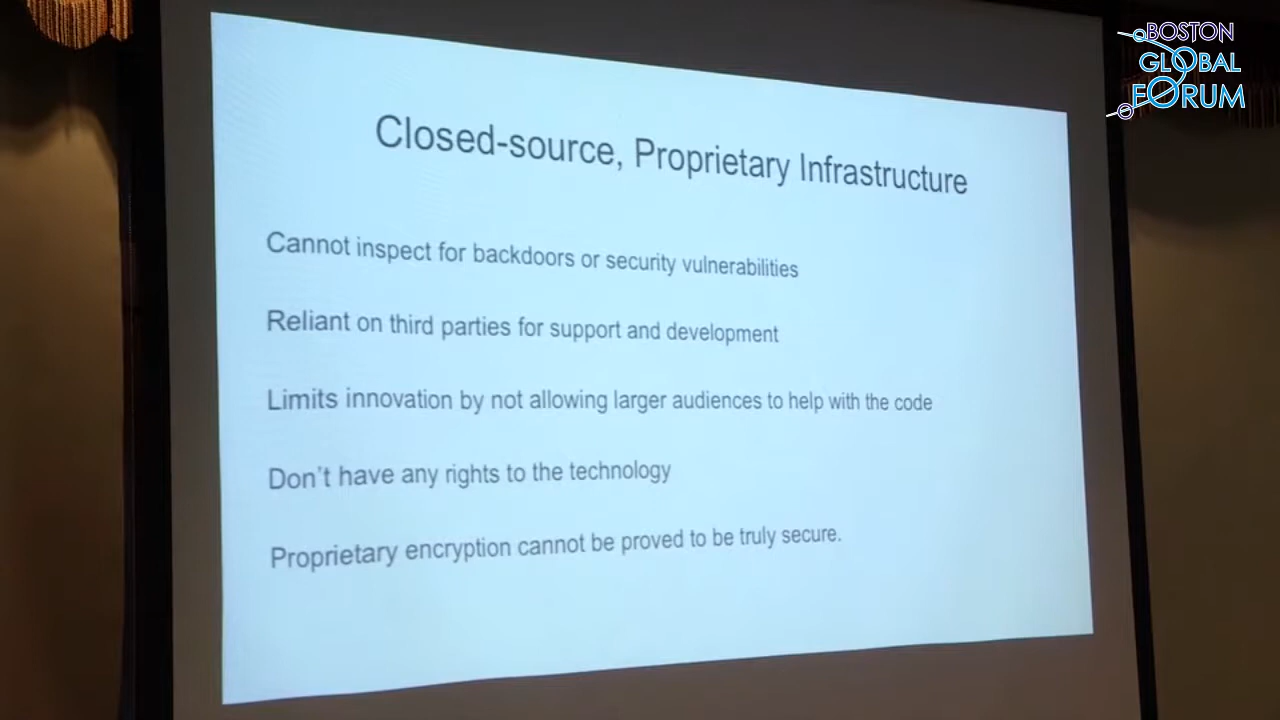 BOSTON
GLOBAL
FORUM
Closed-source, Proprietary Infrastructure
Cannot inspect for backdoors or security vulnerabilities
Reliant on third parties for support and development
Limits innovation by not allowing larger audiences to help with the code
Don't have any rights to the technology
Proprietary encryption cannot be proved to be truly secure.